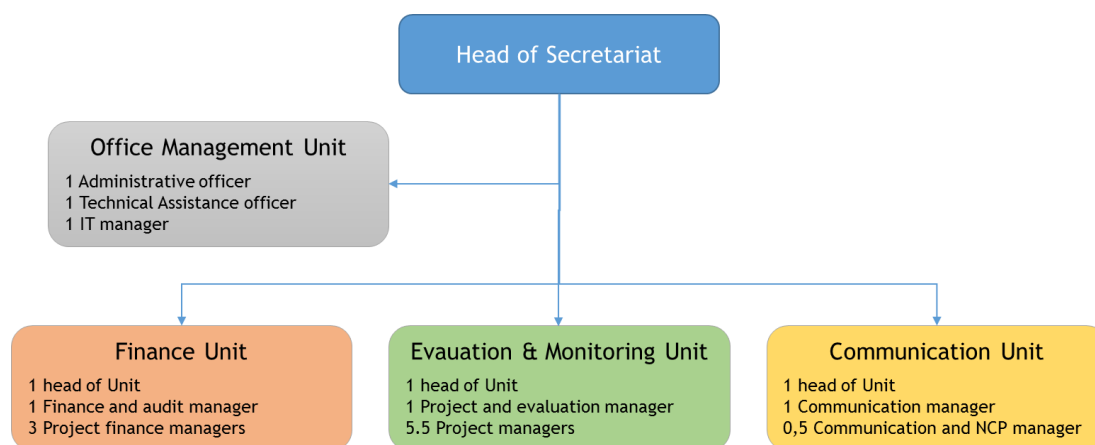 Head of Secretariat
Office Management Unit
1 Administrative officer
1 Technical Assistance officer
1 IT manager
Finance Unit
1 head of Unit
1 Finance and audit manager
3 Project finance managers
Evauation & Monitoring Unit
1 head of Unit
1 Project and evaluation manager
5.5 Project managers
Communication Unit
1 head of Unit
1 Communication manager
0,5 Communication and NCP manager